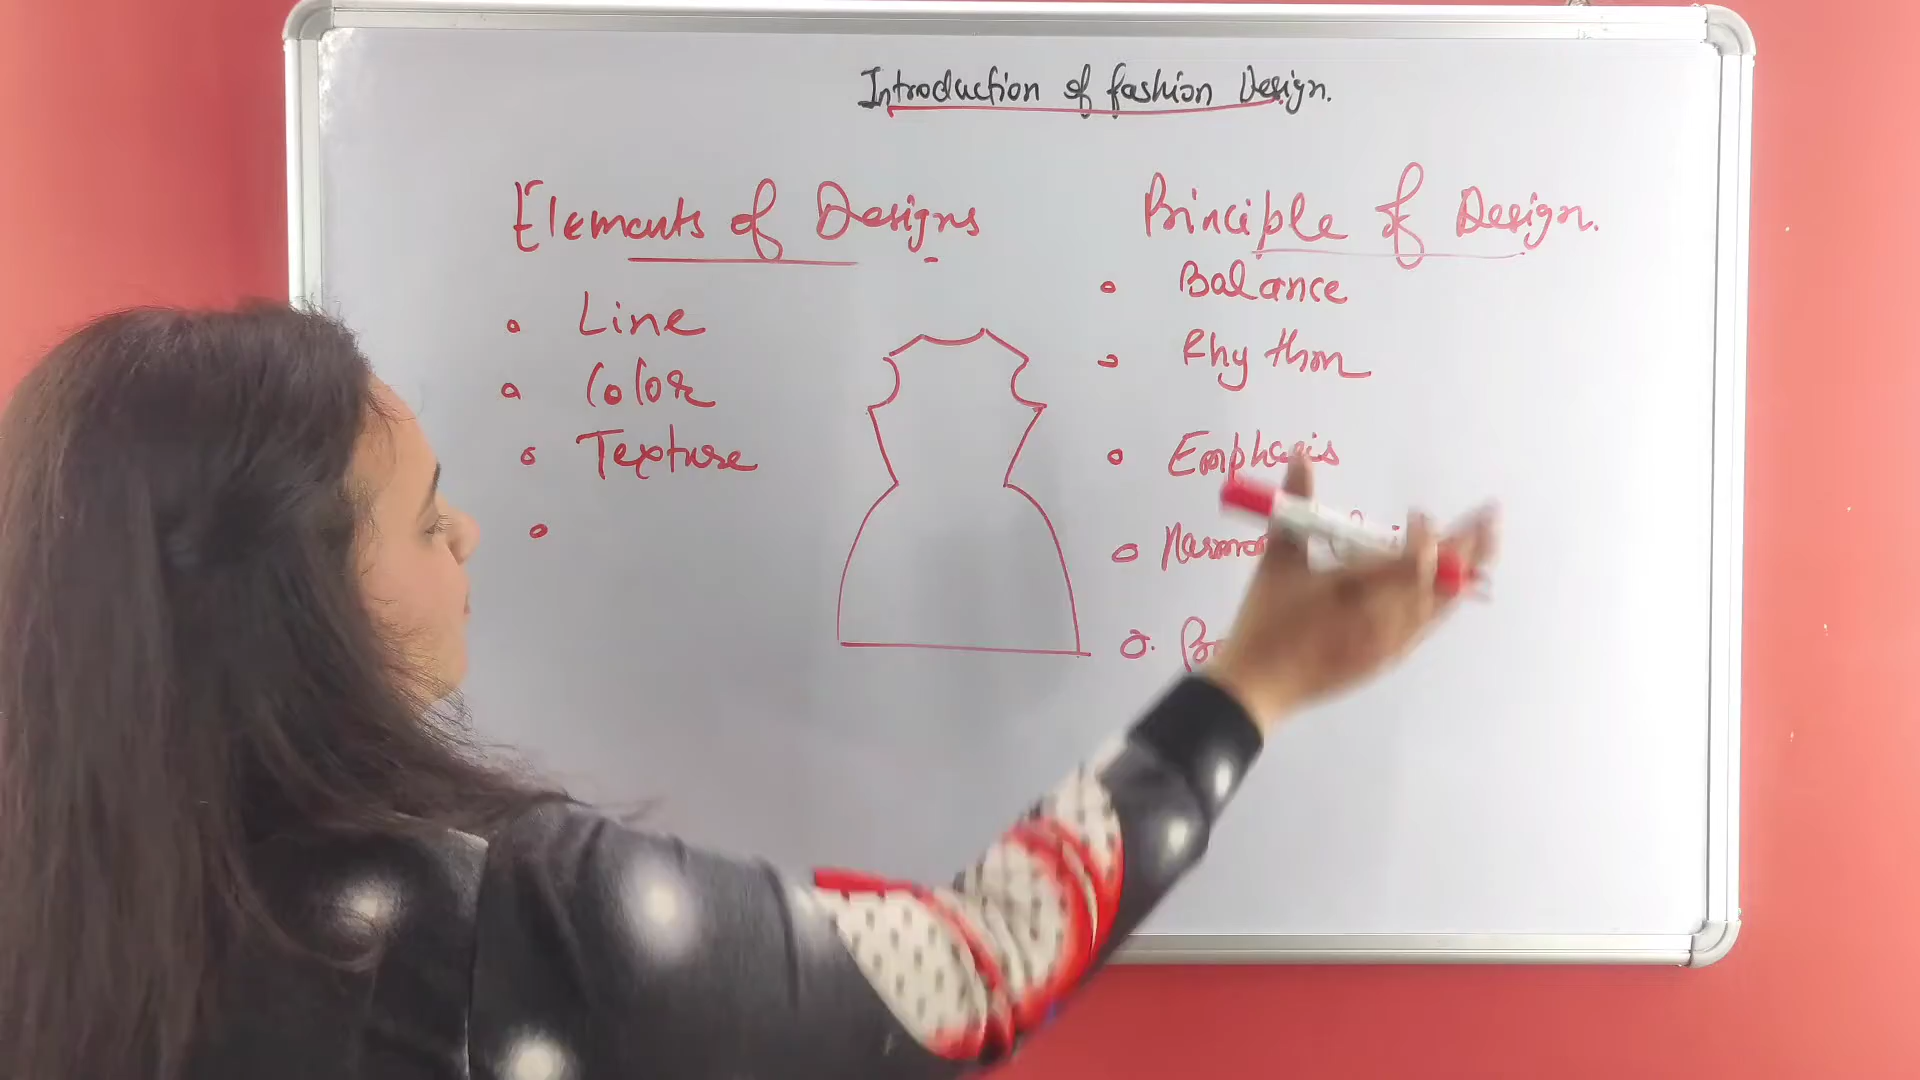 Introduction of fashion Design.
Elements of Designs
• Line
• Color
• Texture
•
Principle of Design.
• Balance
• Rhythm
• Emphasis
•
•